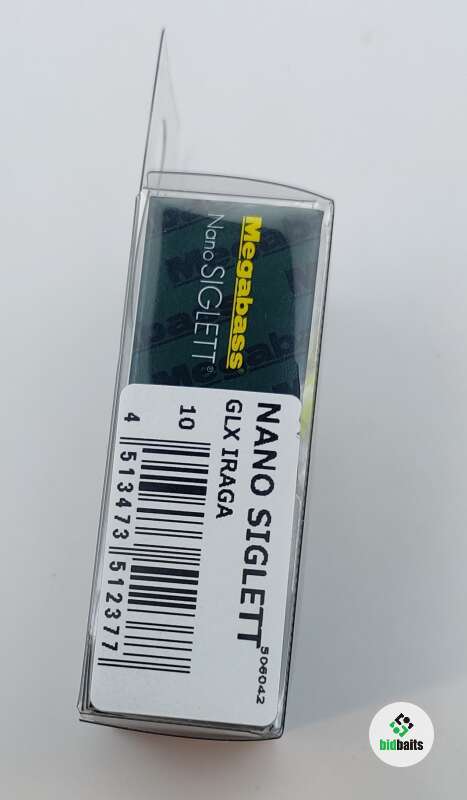 Megabass
Nano SIGLETT®
NANO SIGLETT
GLX IRAGA
506042
10
4 513473 512377
bidbaits